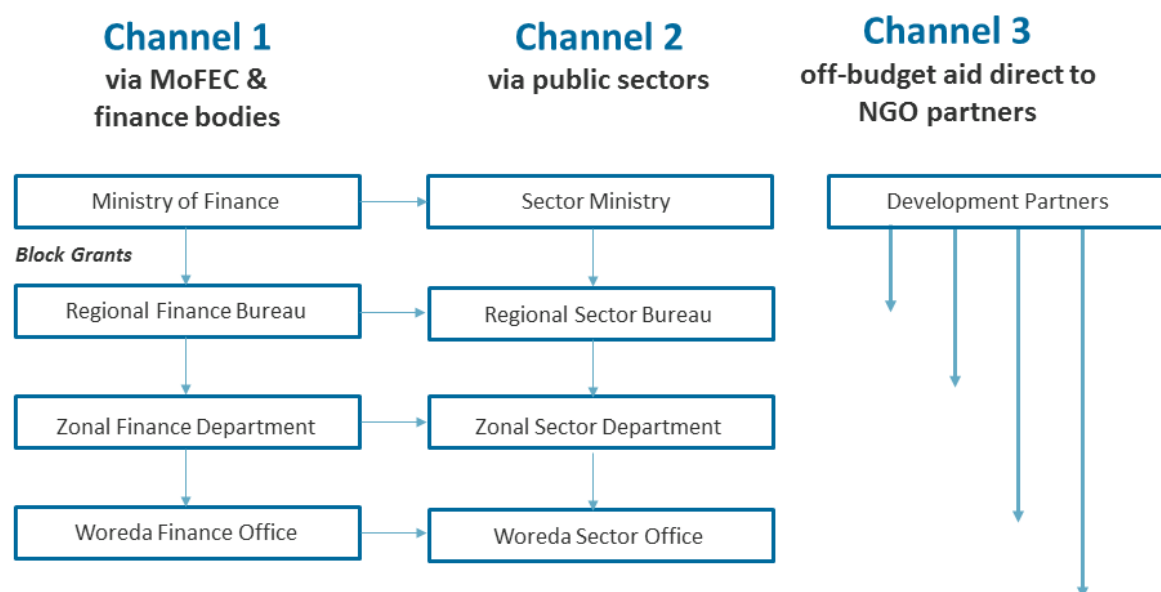 Channel 1
via MoFEC &
finance bodies
Channel 2
via public sectors
Channel 3
off-budget aid direct to
NGO partners
Ministry of Finance
Sector Ministry
Development Partners
Block Grants
Regional Finance Bureau
Regional Sector Bureau
Zonal Finance Department
Zonal Sector Department
Woreda Finance Office
Woreda Sector Office